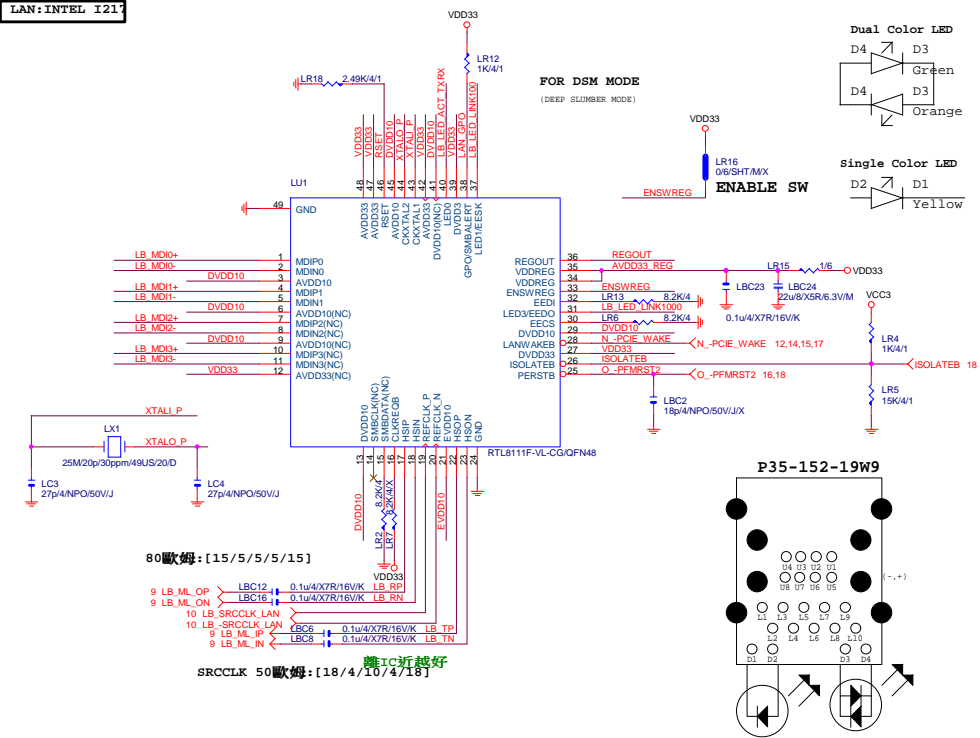 LAN:INTEL I217
VDD33
LR12
1K/4/1
LR18 2.49K/4/1
FOR DSM MODE
(DEEP SLUMBER MODE)
VDD33
LR16
0/6/SHT/M/X
ENSWREG
ENABLE SW
Dual Color LED
D4 D3
Green
D4 D3
Orange
Single Color LED
D2 D1
Yellow
VDD33
VDD33
RSET
DVDD10
XTALO_P
XTALI_P
VDD33
DVDD10
LB_LED_ACT_TXRX
VDD33
LAN_GPO
LB_LED_LINK100
48
47
46
45
44
43
42
41
40
39
38
37
LU1
49 GND
AVDD33
AVDD33
RSET
AVDD10
CKXTAL2
CKXTAL1
AVDD33
DVDD10(NC)
LED0
DVDD3
GPO/SMBALERT
LED1/EESK
LB_MDI0+ 1 MDIP0
LB_MDI0- 2 MDIN0
DVDD10 3 AVDD10
LB_MDI1+ 4 MDIP1
LB_MDI1- 5 MDIN1
DVDD10 6 AVDD10(NC)
LB_MDI2+ 7 MDIP2(NC)
LB_MDI2- 8 MDIN2(NC)
DVDD10 9 AVDD10(NC)
LB_MDI3+ 10 MDIP3(NC)
LB_MDI3- 11 MDIN3(NC)
VDD33 12 AVDD33(NC)
REGOUT 36 REGOUT
VDDREG 35 AVDD33_REG
VDDREG 34
ENSWREG 33 ENSWREG
EEDI 32 LR13 8.2K/4
LED3/EEDO 31 LB_LED_LINK1000
EECS 30 LR6 8.2K/4
DVDD10 29 DVDD10
LANWAKEB 28 N_-PCIE_WAKE N_-PCIE_WAKE 12,14,15,17
DVDD33 27 VDD33
ISOLATEB 26 ISOLATEB
PERSTB 25 O_-PFMRST2 O_-PFMRST2 16,18
LR15 1/6 VDD33
LBC23
0.1u/4/X7R/16V/K
LBC24
22u/8/X5R/6.3V/M
VCC3
LR4
1K/4/1
ISOLATEB 18
LR5
15K/4/1
LBC2
18p/4/NPO/50V/J/X
DVDD10
SMBCLK(NC)
SMBDATA(NC)
CLKREQB
HSIP
HSIN
REFCLK_P
REFCLK_N
EVDD10
HSOP
HSON
GND
RTL8111F-VL-CG/QFN48
13
14
15
16
17
18
19
20
21
22
23
24
DVDD10
8.2K/4
8.2K/4/X
LR2
LR7
EVDD10
VDD33
XTALI_P
LX1
XTALO_P
25M/20p/30ppm/49US/20/D
LC3
27p/4/NPO/50V/J
LC4
27p/4/NPO/50V/J
80歐姆:[15/5/5/5/15]
9 LB_ML_OP LBC12 0.1u/4/X7R/16V/K LB_RP
9 LB_ML_ON LBC16 0.1u/4/X7R/16V/K LB_RN
10 LB_SRCCLK_LAN
10 LB_-SRCCLK_LAN
9 LB_ML_IP LBC6 0.1u/4/X7R/16V/K LB_TP
9 LB_ML_IN LBC8 0.1u/4/X7R/16V/K LB_TN
離IC近越好
SRCCLK 50歐姆:[18/4/10/4/18]
P35-152-19W9
U4 U3 U2 U1
U8 U7 U6 U5
(-,+)
L1 L3 L5 L7 L9
L2 L4 L6 L8 L10
D1 D2 D3 D4